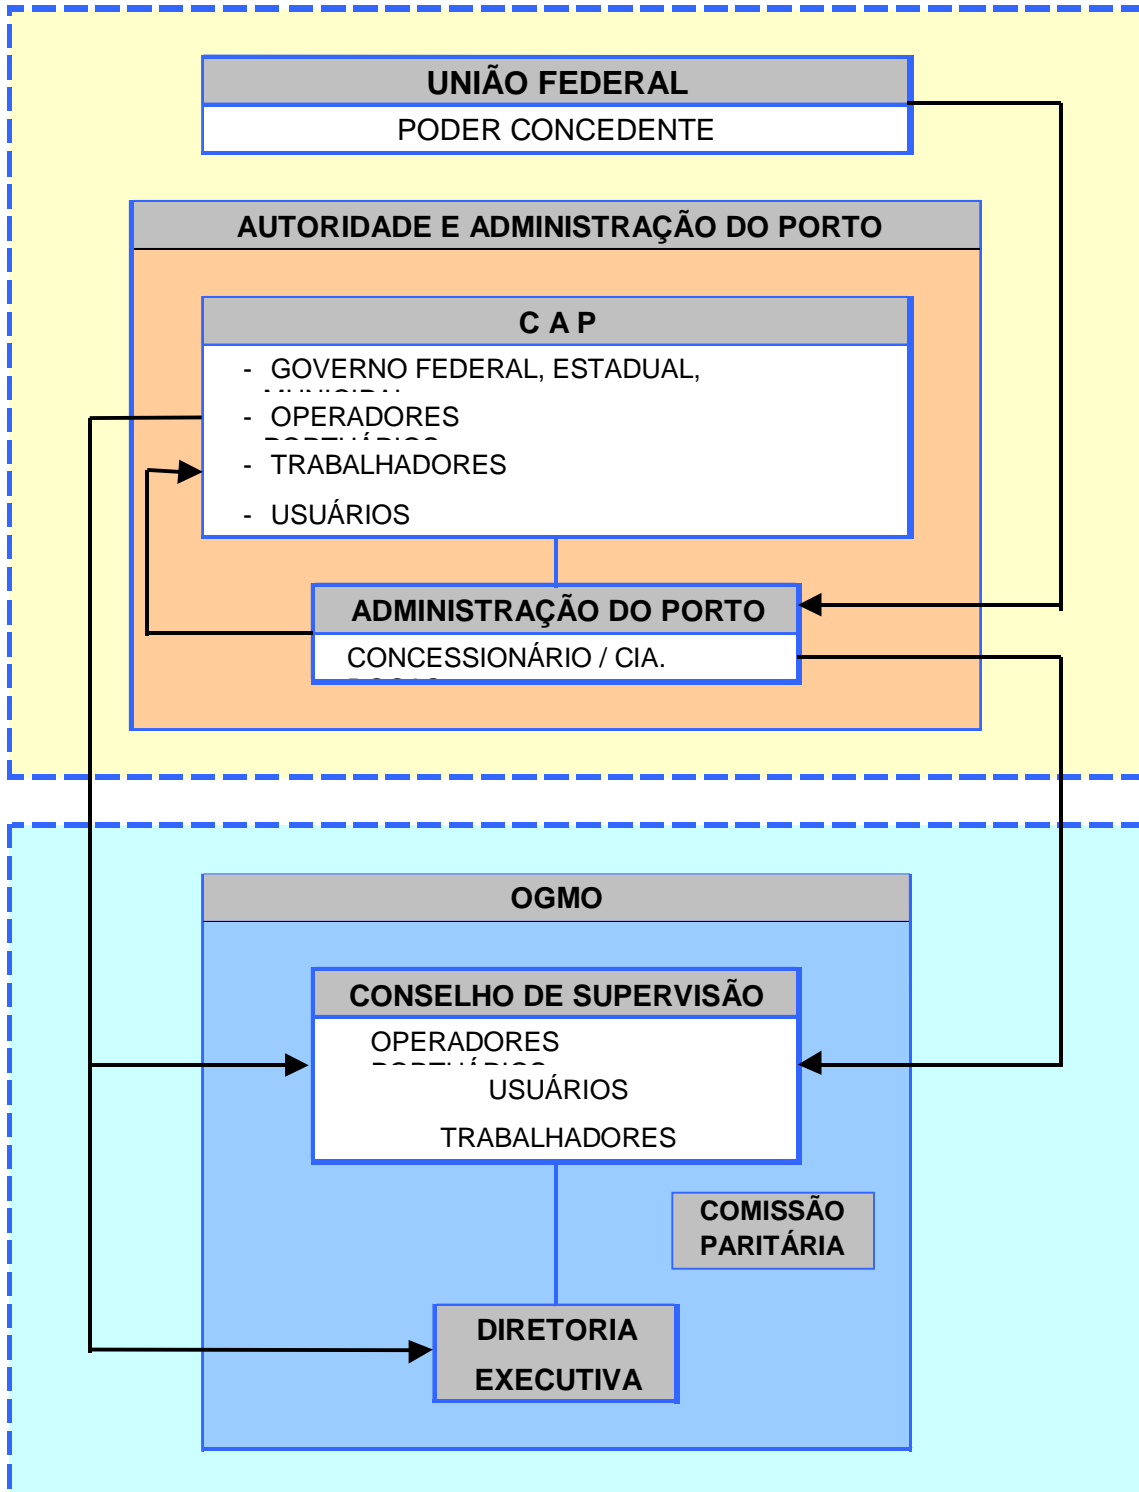 UNIÃO FEDERAL
PODER CONCEDENTE
AUTORIDADE E ADMINISTRAÇÃO DO PORTO
C A P
- GOVERNO FEDERAL, ESTADUAL,
- OPERADORES
- TRABALHADORES
- USUÁRIOS
ADMINISTRAÇÃO DO PORTO
CONCESSIONÁRIO / CIA.
OGMO
CONSELHO DE SUPERVISÃO
OPERADORES
USUÁRIOS
TRABALHADORES
COMISSÃO
PARITÁRIA
DIRETORIA
EXECUTIVA